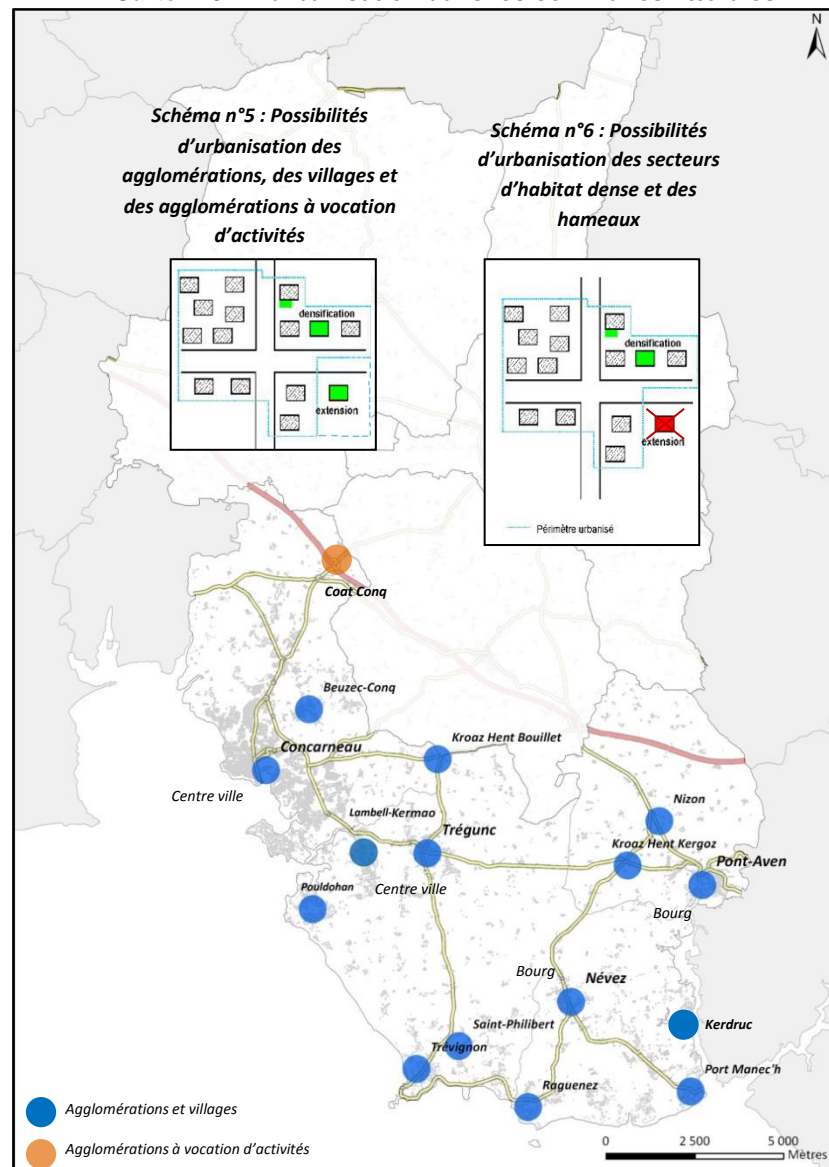 N
Schéma n°5 : Possibilités
d'urbanisation des
agglomérations, des villages et
des agglomérations à vocation
d'activités
Schéma n°6 : Possibilités
d'urbanisation des secteurs
d'habitat dense et des
hameaux
densification
extension
densification
extension
Périmètre urbanisé
Coat Conq
Beuzec-Conq
Concarneau
Kroaz Hent Bouillet
Centre ville
Lambell-Kermao
Trégunc
Nizon
Kroaz Hent Kergoz
Pont-Aven
Pouldohan
Centre ville
Bourg
Bourg
Névez
Saint-Philibert
Kerdruc
Trévignon
Raguenez
Port Manec'h
Agglomérations et villages
Agglomérations à vocation d'activités
0 2 500 5 000
Mètres